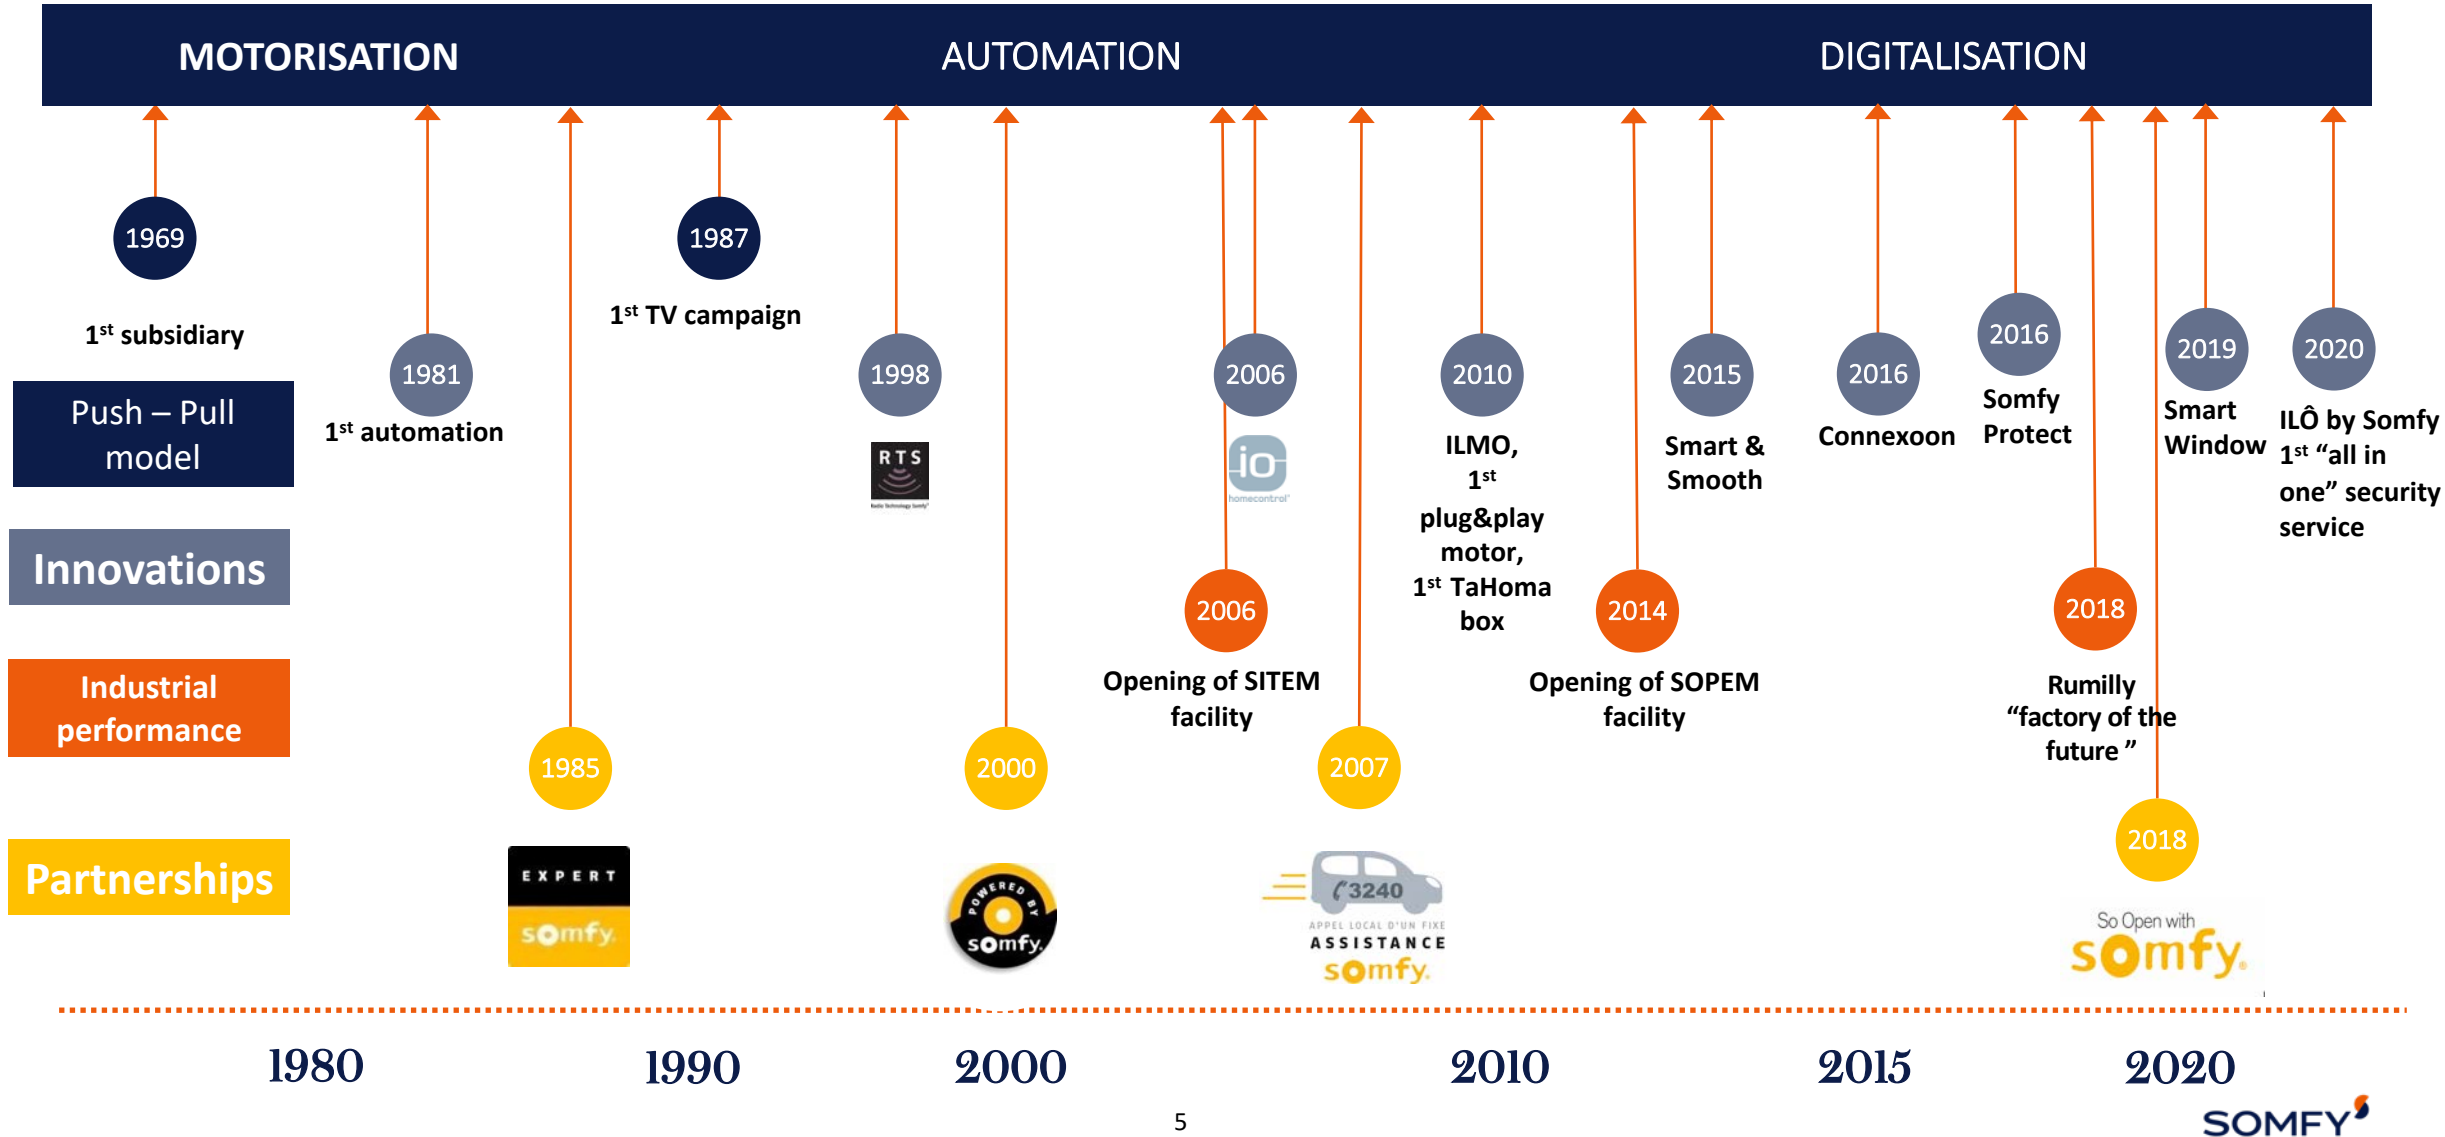 MOTORISATION
AUTOMATION
DIGITALISATION
1969
1st subsidiary
1981
1st automation
1987
1st TV campaign
1998
RTS
Radio Technology Somfy®
2006
io
homecontrol®
2010
ILMO,
1st
plug&play
motor,
1st TaHoma
box
2015
Smart &
Smooth
2016
Connexoon
2016
Somfy
Protect
2019
Smart
Window
2020
ILÔ by Somfy
1st “all in
one” security
service
Push – Pull
model
Innovations
Industrial
performance
Partnerships
2006
Opening of SITEM
facility
2014
Opening of SOPEM
facility
2018
Rumilly
“factory of the
future ”
1985
EXPERT
somfy.
2000
POWERED BY
somfy.
2007
3240
APPEL LOCAL D'UN FIXE
ASSISTANCE
somfy.
2018
So Open with
somfy.
1980
1990
2000
2010
2015
2020
5
SOMFY